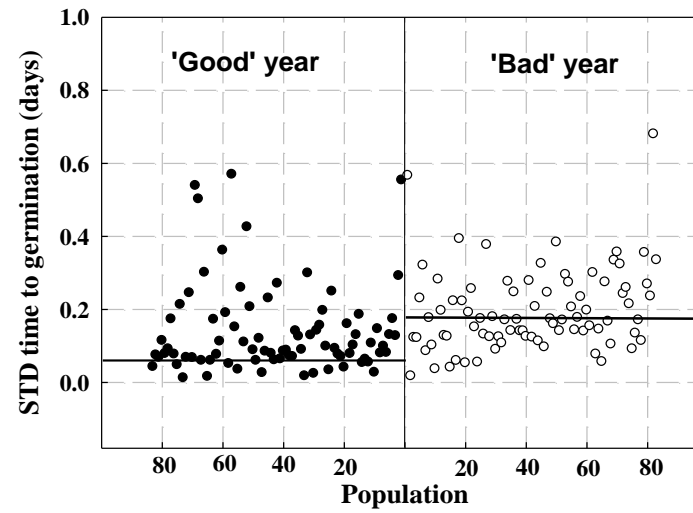 1.0
0.8
0.6
0.4
0.2
0.0
STD time to germination (days)
'Good' year
'Bad' year
80 60 40 20 20 40 60 80
Population